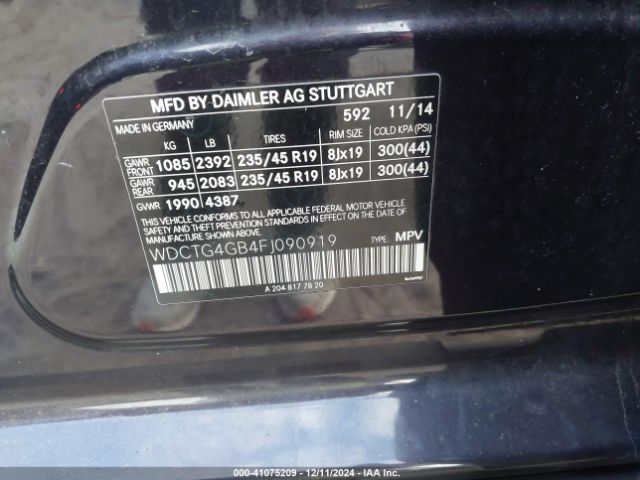 MFD BY DAIMLER AG STUTTGART
592 11/14
MADE IN GERMANY
KG LB TIRES RIM SIZE COLD KPA (PSI)
GAWR FRONT 1085 2392 235/45 R19 8Jx19 300(44)
GAWR REAR 945 2083 235/45 R19 8Jx19 300(44)
GVWR 1990 4387
THIS VEHICLE CONFORMS TO ALL APPLICABLE FEDERAL MOTOR VEHICLE
SAFETY BUMPER AND THEFT PREVENTION STANDARDS IN EFFECT
ON THE DATE OF MANUFACTURE SHOWN ABOVE.
WDCTG4GB4FJ090919 TYPE: MPV
A 204 817 78 20
000-41075209 - 12/11/2024 - IAA Inc.